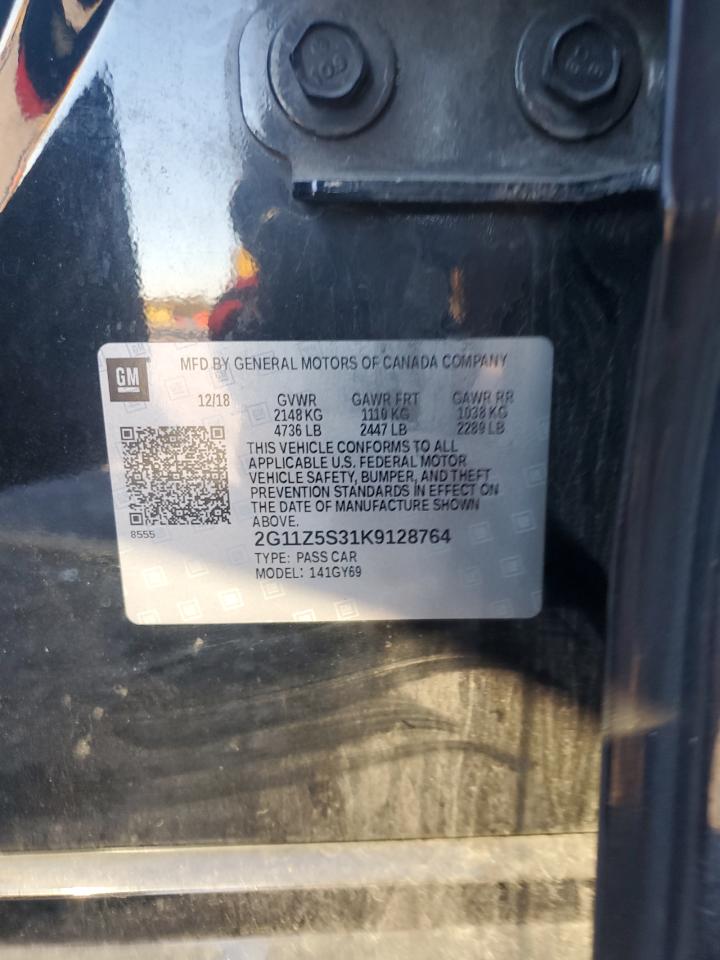 10.9
GM
MFD BY GENERAL MOTORS OF CANADA COMPANY
12/18 GVWR GAWR FRT GAWR RR
2148 KG 1110 KG 1038 KG
4736 LB 2447 LB 2289 LB
THIS VEHICLE CONFORMS TO ALL
APPLICABLE U.S. FEDERAL MOTOR
VEHICLE SAFETY, BUMPER, AND THEFT
PREVENTION STANDARDS IN EFFECT ON
THE DATE OF MANUFACTURE SHOWN
ABOVE.
8555
2G11Z5S31K9128764
TYPE: PASS CAR
MODEL: 141GY69